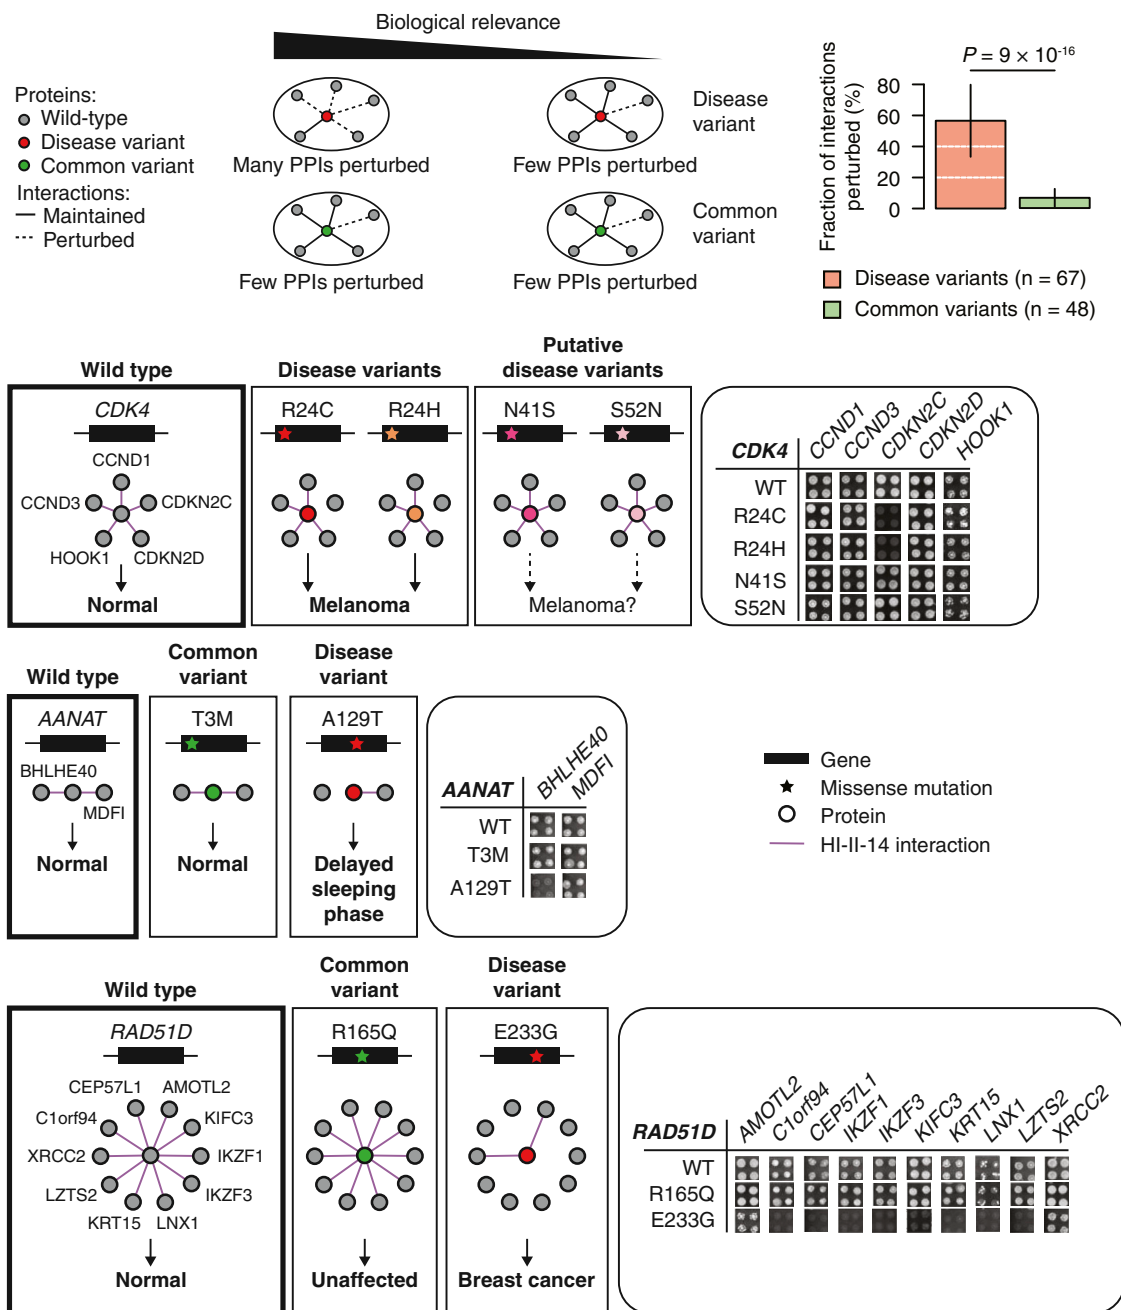 Biological relevance
Proteins:
Wild-type
Disease variant
Common variant
Interactions:
Maintained
Perturbed
Many PPIs perturbed
Few PPIs perturbed
Disease
variant
Few PPIs perturbed
Few PPIs perturbed
Common
variant
P = 9 × 10-16
Fraction of interactions
perturbed (%)
80
60
40
20
0
Disease variants (n = 67)
Common variants (n = 48)
Wild type
Disease variants
Putative
disease variants
CDK4
CCND1
CCND3
CDKN2C
HOOK1
CDKN2D
Normal
R24C
R24H
Melanoma
N41S
S52N
Melanoma?
CDK4
CCND1
CCND3
CDKN2C
CDKN2D
HOOK1
WT
R24C
R24H
N41S
S52N
Wild type
Common
variant
Disease
variant
AANAT
BHLHE40
MDFI
Normal
T3M
Normal
A129T
Delayed
sleeping
phase
AANAT
BHLHE40
MDFI
WT
T3M
A129T
Gene
Missense mutation
Protein
HI-II-14 interaction
Wild type
Common
variant
Disease
variant
RAD51D
CEP57L1
AMOTL2
C1orf94
KIFC3
XRCC2
IKZF1
LZTS2
IKZF3
KRT15
LNX1
Normal
R165Q
Unaffected
E233G
Breast cancer
RAD51D
AMOTL2
C1orf94
CEP57L1
IKZF1
IKZF3
KIFC3
KRT15
LNX1
LZTS2
XRCC2
WT
R165Q
E233G